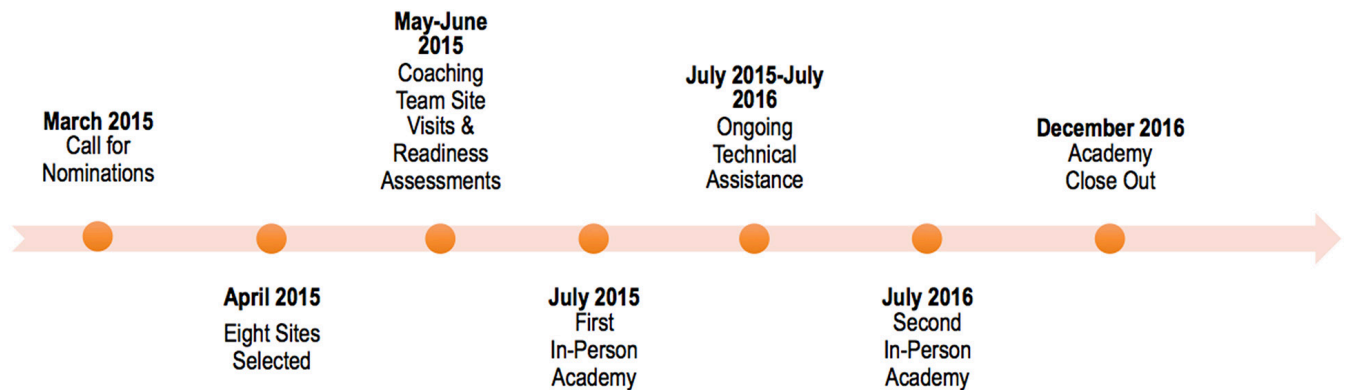 March 2015
Call for
Nominations
April 2015
Eight Sites
Selected
May-June
2015
Coaching
Team Site
Visits &
Readiness
Assessments
July 2015
First
In-Person
Academy
July 2015-July
2016
Ongoing
Technical
Assistance
July 2016
Second
In-Person
Academy
December 2016
Academy
Close Out